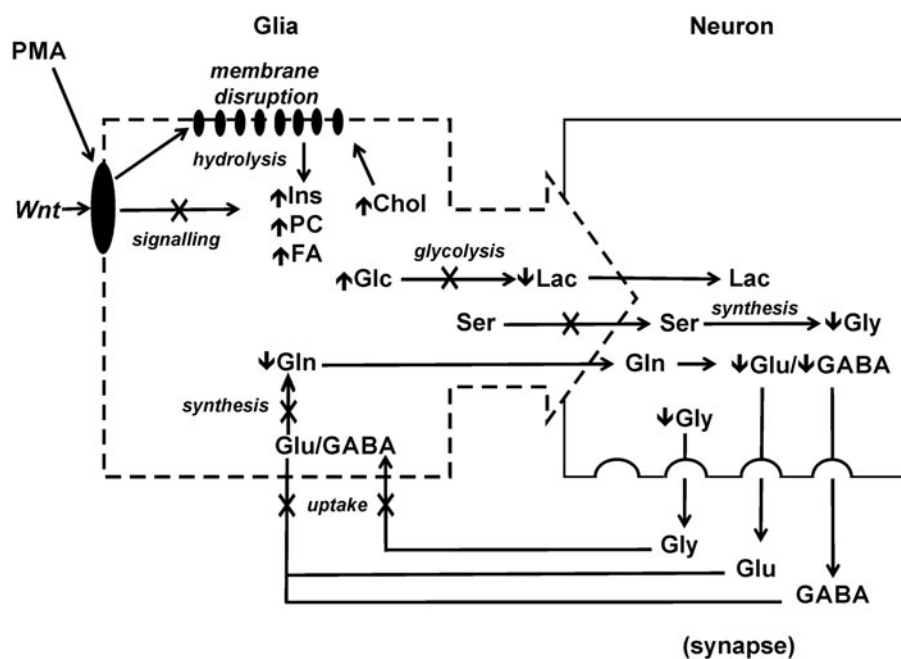 Glia
Neuron
PMA
membrane
disruption
hydrolysis
Wnt
signalling
↑Ins
↑PC
↑FA
↑Chol
glycolysis
↑Glc
↓Lac
Lac
Ser
Ser
synthesis
↓Gly
↓Gln
Gln
↓Glu/↓GABA
synthesis
↓Gly
Glu/GABA
uptake
Gly
Glu
GABA
(synapse)